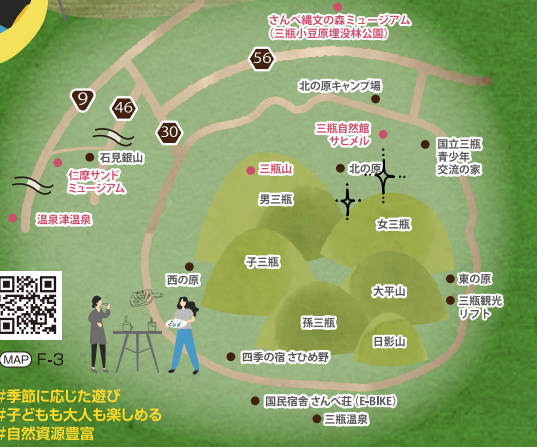 さんべ縄文の森ミュージアム
(三瓶小豆原埋没林公園)
56
北の原キャンプ場
9
46
30
三瓶自然館
サヒメル
国立三瓶
青少年
交流の家
石見銀山
仁摩サンド
ミュージアム
三瓶山
北の原
男三瓶
女三瓶
温泉津温泉
子三瓶
西の原
大平山
東の原
三瓶観光
リフト
孫三瓶
日影山
MAP F-3
四季の宿 さひめ野
#季節に応じた遊び
国民宿舎 さんべ荘(E-BIKE)
#子どもも大人も楽しめる
三瓶温泉
#自然資源豊富